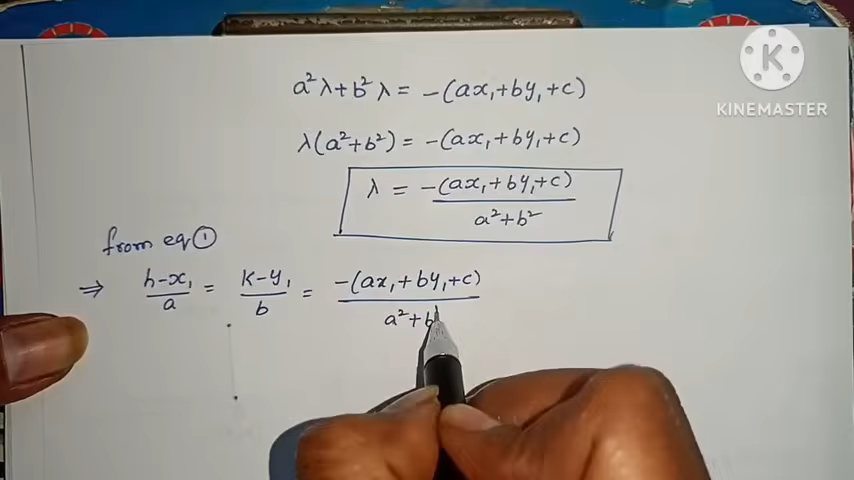 a²λ+b²λ = -(ax₁+by₁+c)
λ(a²+b²) = -(ax₁+by₁+c)
λ = -(ax₁+by₁+c) / a²+b²
from eq①
⇒ h-x₁/a = K-y₁/b = -(ax₁+by₁+c) / a²+b
K
KINEMASTER